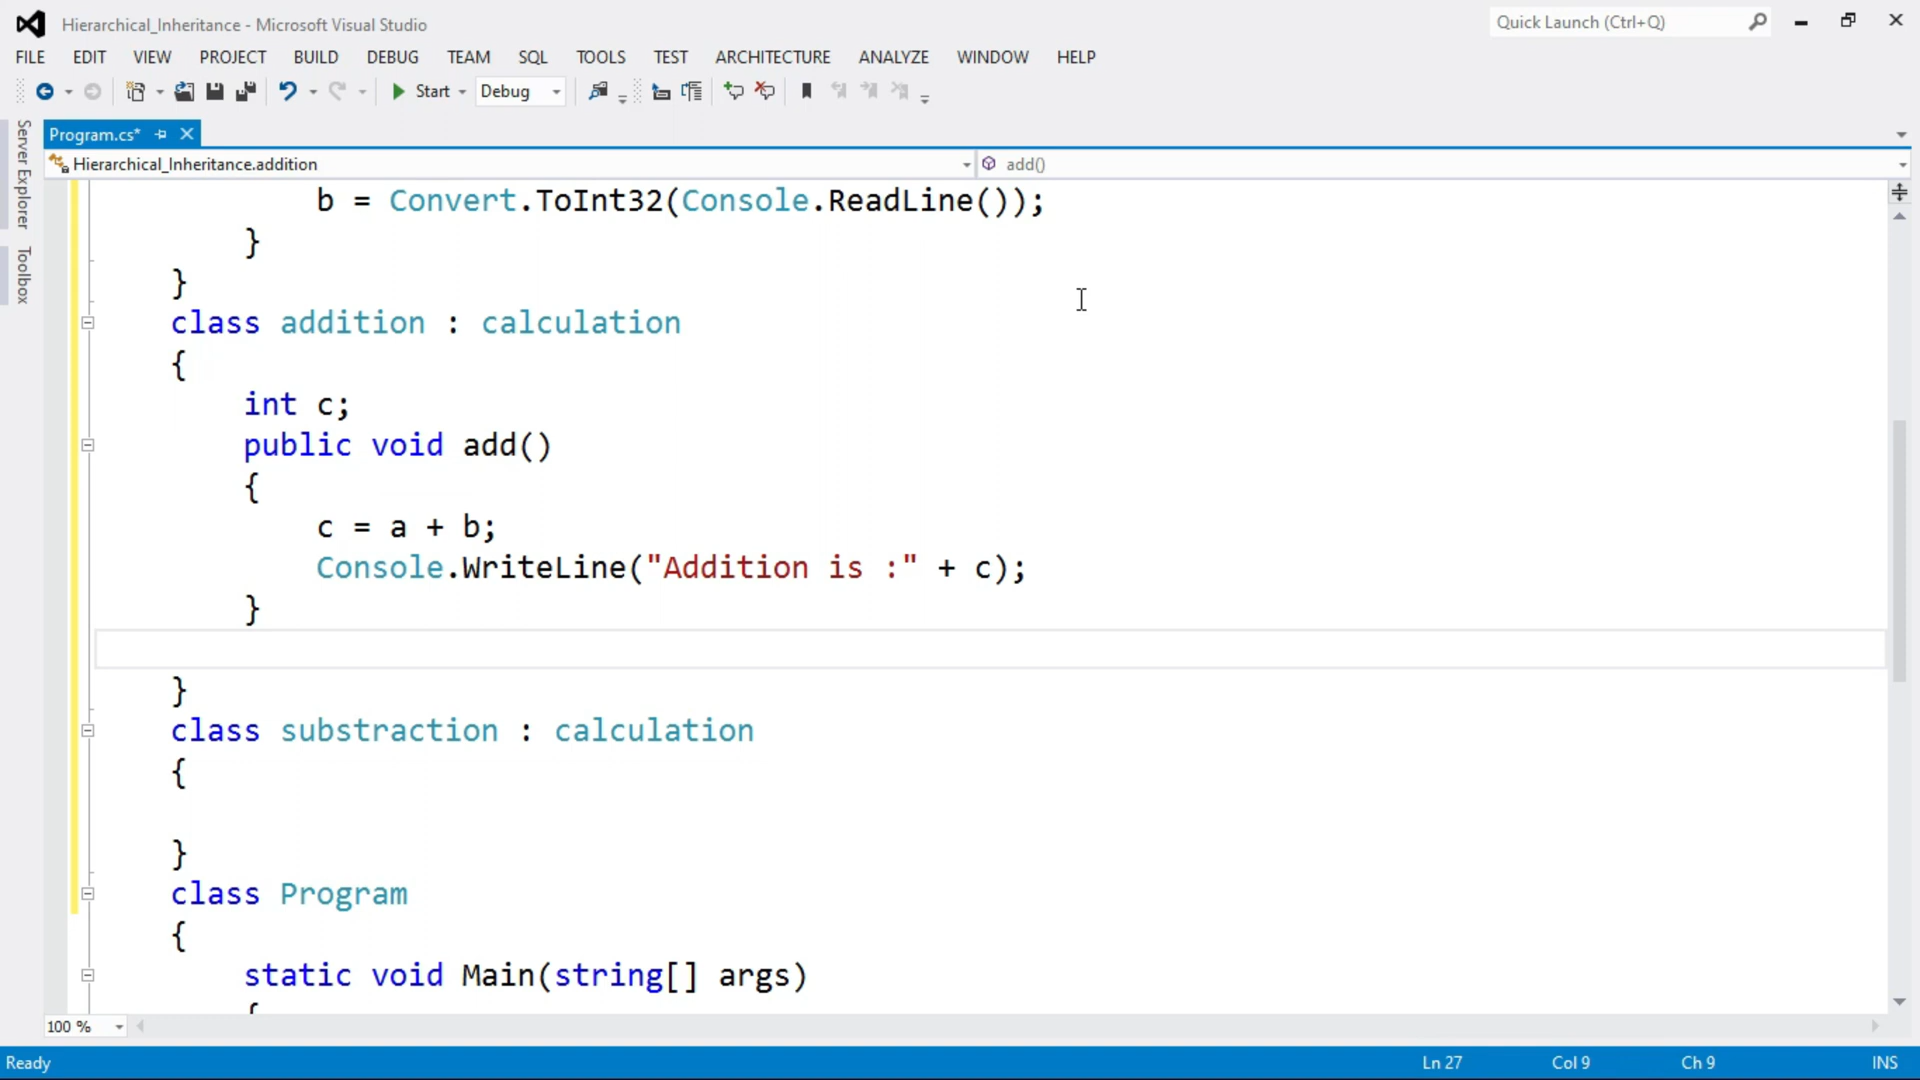 Hierarchical_Inheritance - Microsoft Visual Studio
Quick Launch (Ctrl+Q)
FILE EDIT VIEW PROJECT BUILD DEBUG TEAM SQL TOOLS TEST ARCHITECTURE ANALYZE WINDOW HELP
Start Debug
Server Explorer
Toolbox
Program.cs*
Hierarchical_Inheritance.addition
add()
b = Convert.ToInt32(Console.ReadLine());
}
}
class addition : calculation
{
int c;
public void add()
{
c = a + b;
Console.WriteLine("Addition is :" + c);
}
}
class substraction : calculation
{
}
class Program
{
static void Main(string[] args)
{
100 %
Ready
Ln 27
Col 9
Ch 9
INS